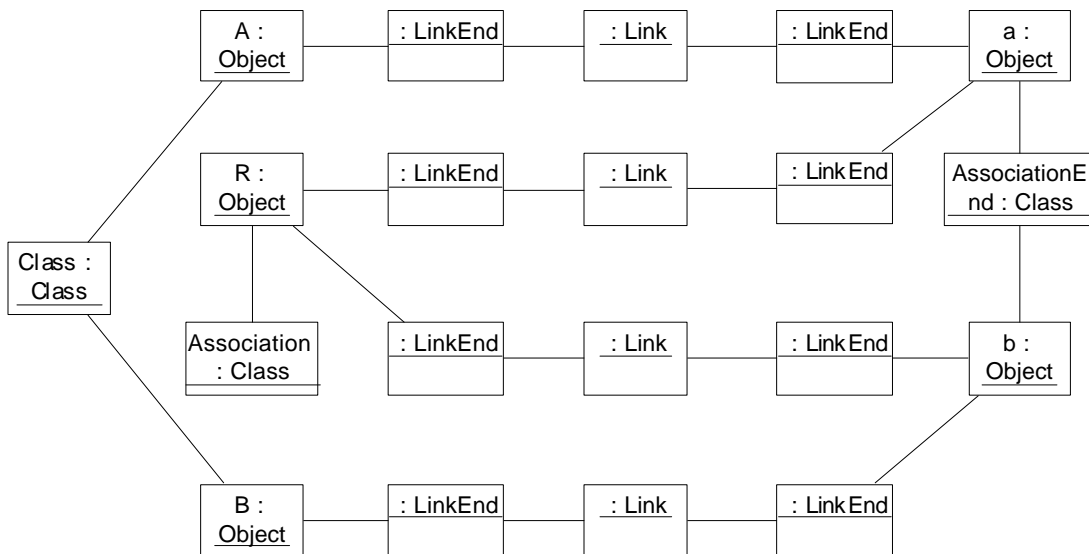 A :
Object
: LinkEnd
: Link
: LinkEnd
a :
Object
R :
Object
: LinkEnd
: Link
: LinkEnd
AssociationE
nd : Class
Class :
Class
Association
: Class
: LinkEnd
: Link
: LinkEnd
b :
Object
B :
Object
: LinkEnd
: Link
: LinkEnd